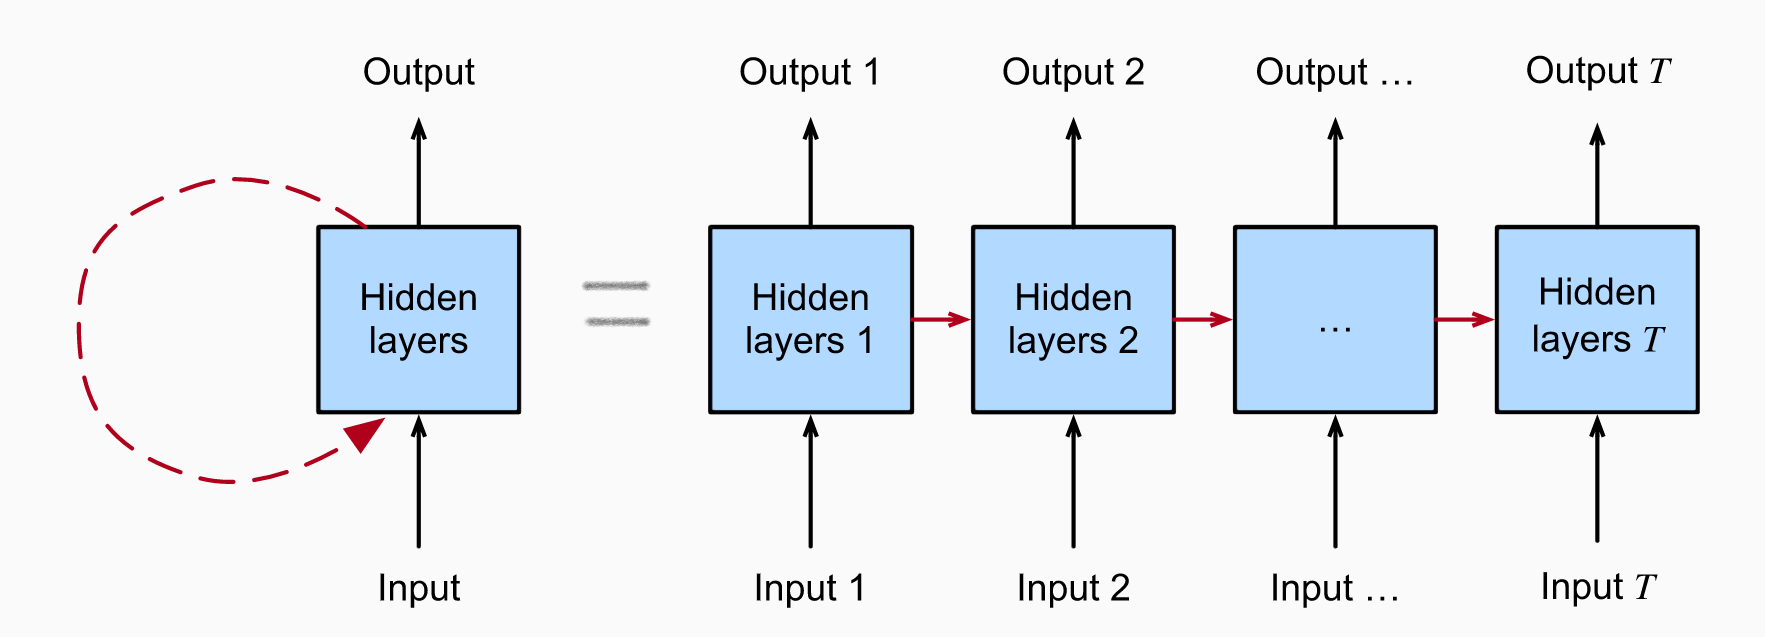 Output
Output 1
Output 2
Output …
Output T
Hidden
layers
Hidden
layers 1
Hidden
layers 2
…
Hidden
layers T
Input
Input 1
Input 2
Input …
Input T